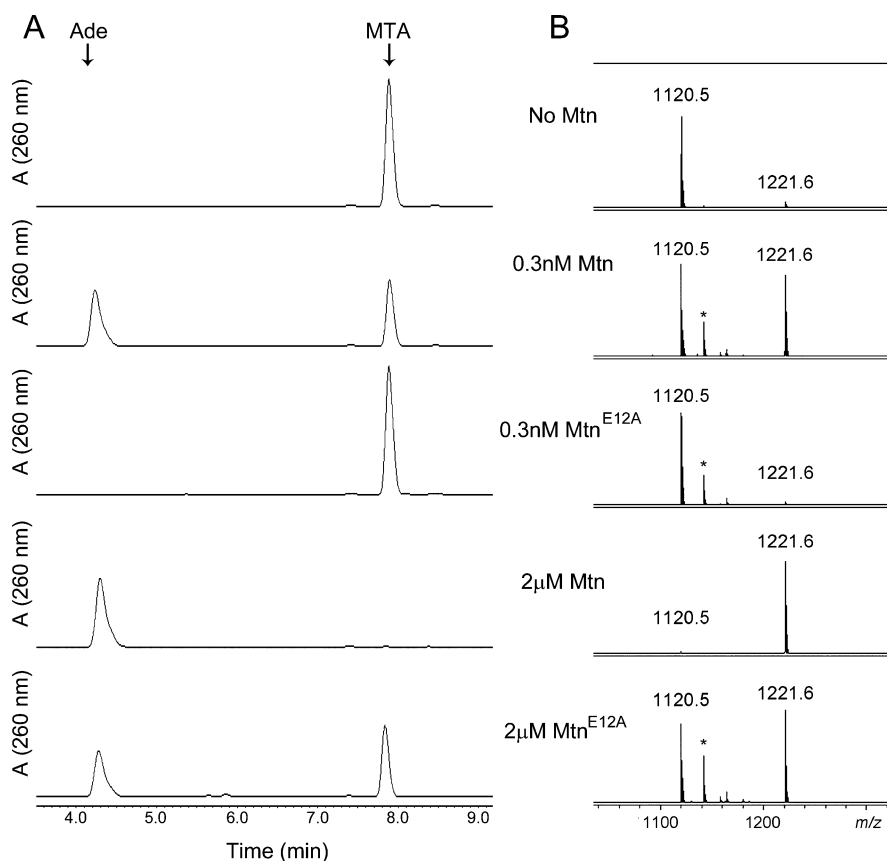 A
B
Ade
MTA
A (260 nm)
No Mtn
1120.5
1221.6
A (260 nm)
0.3nM Mtn
1120.5
*
1221.6
A (260 nm)
0.3nM Mtn^E12A
1120.5
*
1221.6
A (260 nm)
2μM Mtn
1120.5
1221.6
A (260 nm)
2μM Mtn^E12A
1120.5
*
1221.6
4.0 5.0 6.0 7.0 8.0 9.0
1100 1200 m/z
Time (min)